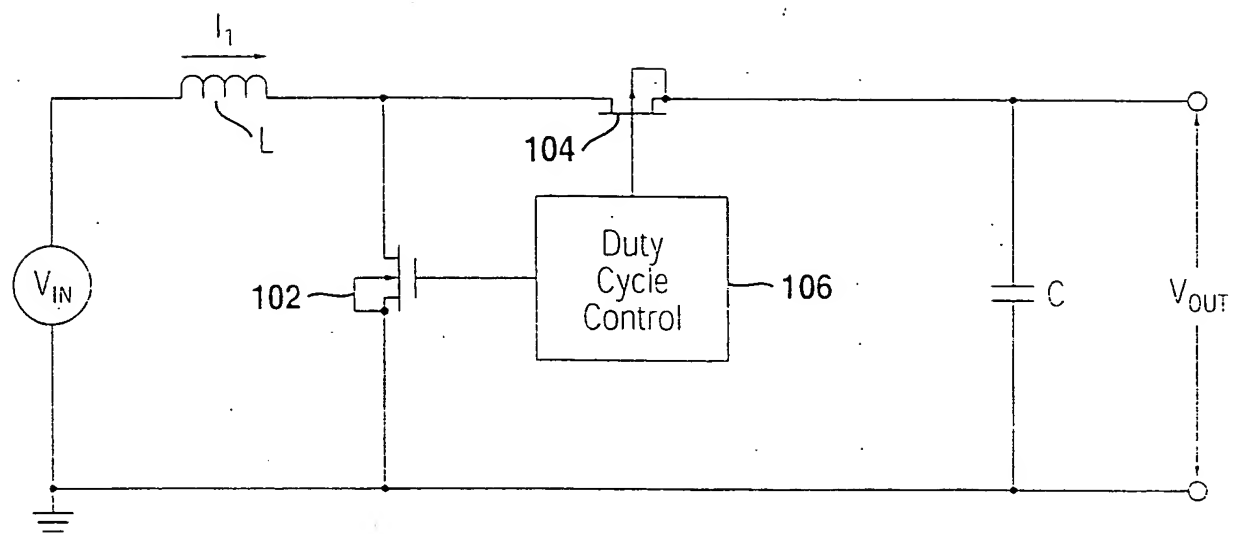 I1
L
104
Duty
Cycle
Control
VIN
102
106
C
VOUT